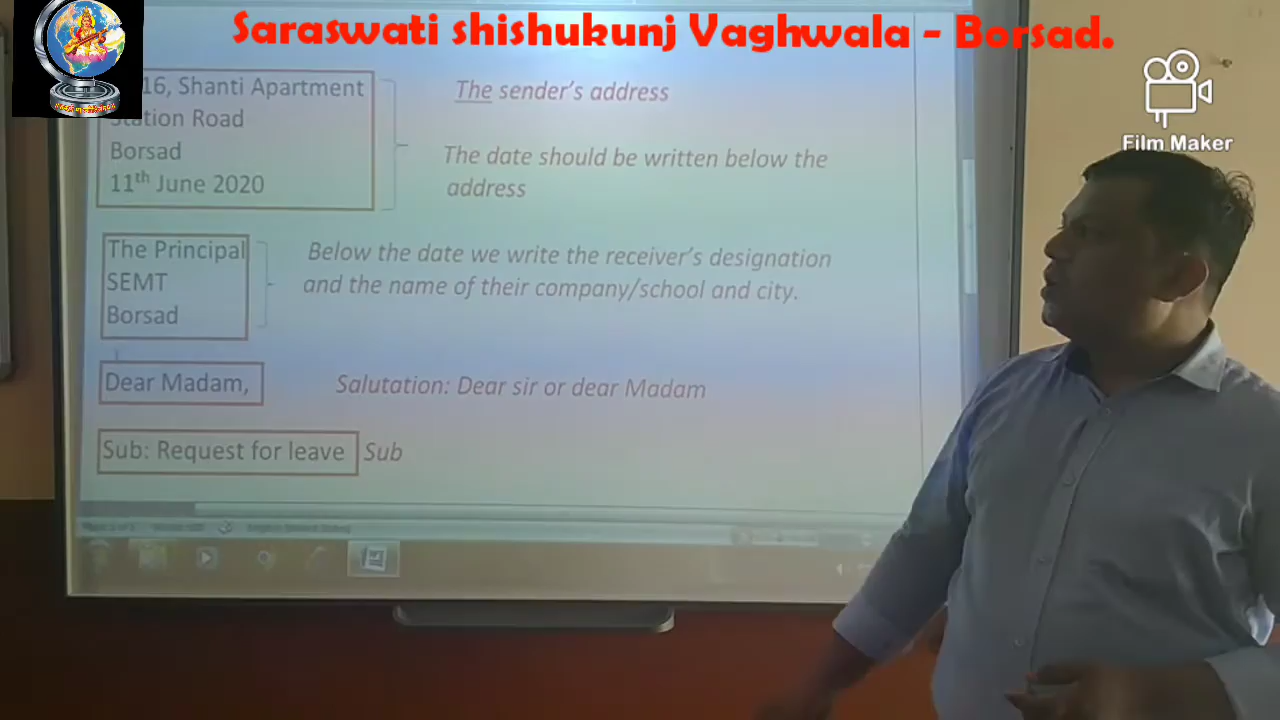 Saraswati shishukunj Vaghwala - Borsad.
Film Maker
16, Shanti Apartment
Station Road
Borsad
11th June 2020
The sender's address
The date should be written below the
address
The Principal
SEMT
Borsad
Below the date we write the receiver's designation
and the name of their company/school and city.
Dear Madam,
Salutation: Dear sir or dear Madam
Sub: Request for leave
Sub